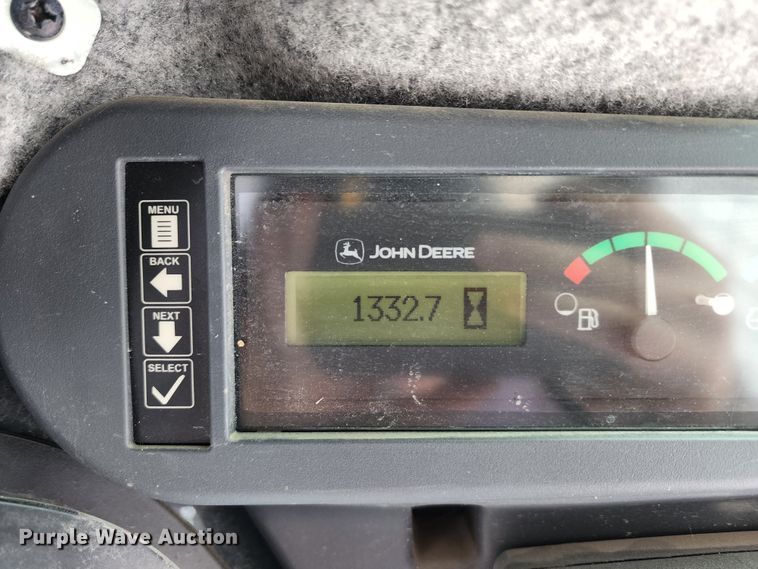 MENU
BACK
NEXT
SELECT
JOHN DEERE
1332.7
Purple Wave Auction